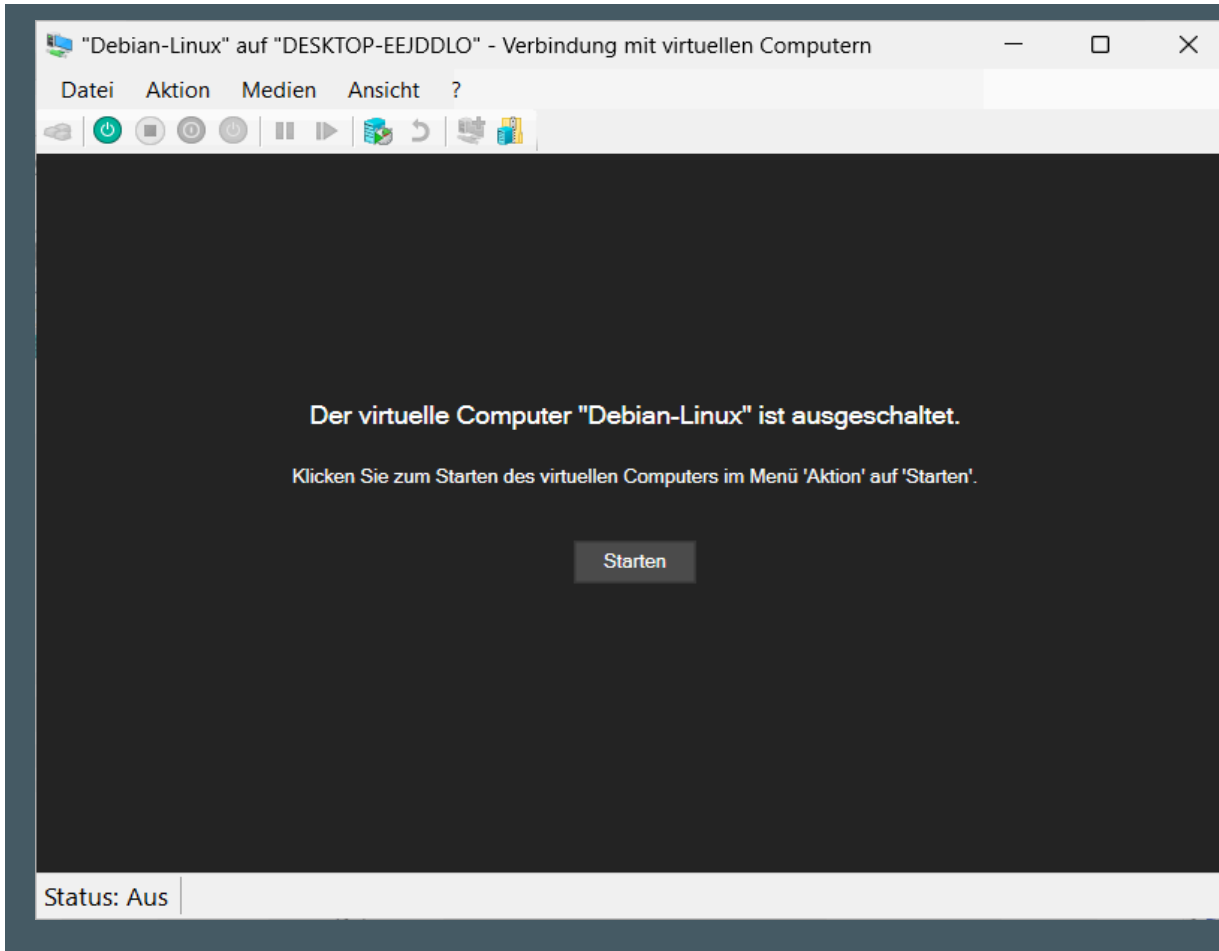 "Debian-Linux" auf "DESKTOP-EEJDDLO" - Verbindung mit virtuellen Computern
Datei Aktion Medien Ansicht ?
Der virtuelle Computer "Debian-Linux" ist ausgeschaltet.
Klicken Sie zum Starten des virtuellen Computers im Menü 'Aktion' auf 'Starten'.
Starten
Status: Aus